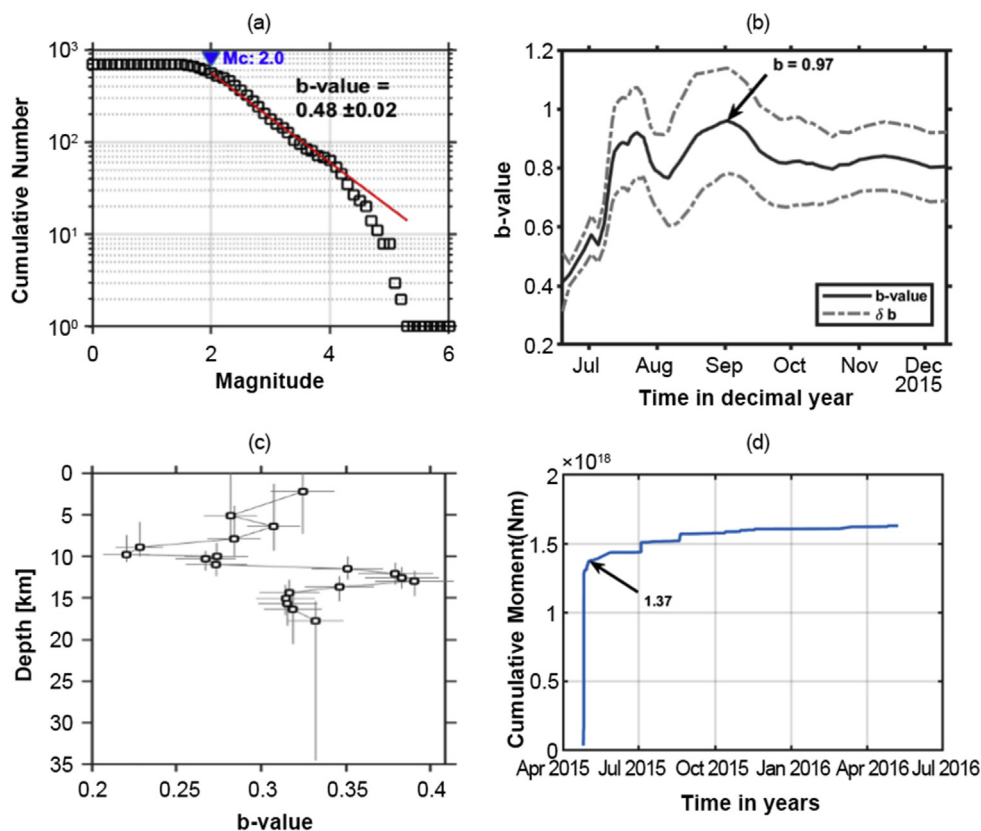 (a)
10³
10²
10¹
10⁰
Cumulative Number
Mc: 2.0
b-value =
0.48 ±0.02
0 2 4 6
Magnitude
(b)
1.2
1
0.8
0.6
0.4
0.2
b-value
b = 0.97
b-value
δ b
Jul Aug Sep Oct Nov Dec
2015
Time in decimal year
(c)
0
5
10
15
20
25
30
35
Depth [km]
0.2 0.25 0.3 0.35 0.4
b-value
(d)
×10¹⁸
2
1.5
1
0.5
0
Cumulative Moment(Nm)
1.37
Apr 2015 Jul 2015 Oct 2015 Jan 2016 Apr 2016 Jul 2016
Time in years